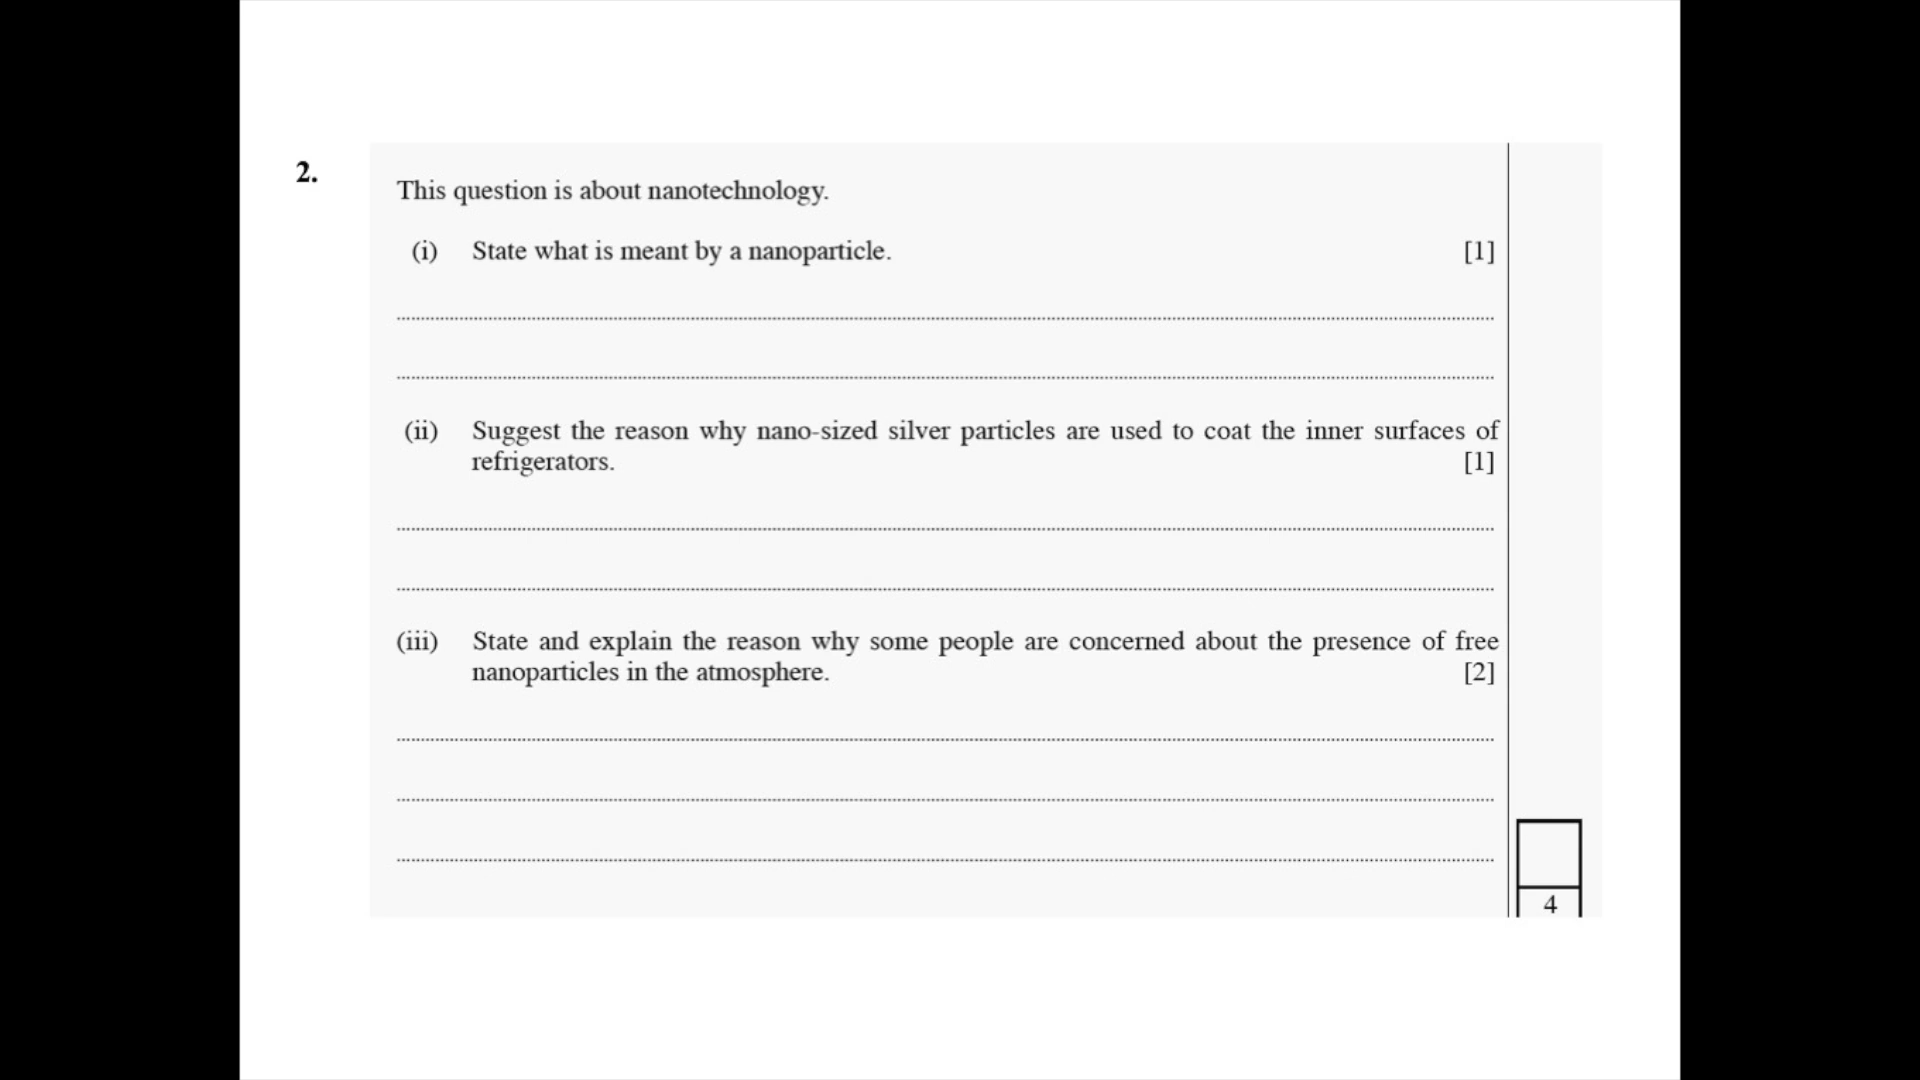 2.
This question is about nanotechnology.
(i) State what is meant by a nanoparticle. [1]
(ii) Suggest the reason why nano-sized silver particles are used to coat the inner surfaces of
refrigerators. [1]
(iii) State and explain the reason why some people are concerned about the presence of free
nanoparticles in the atmosphere. [2]
4